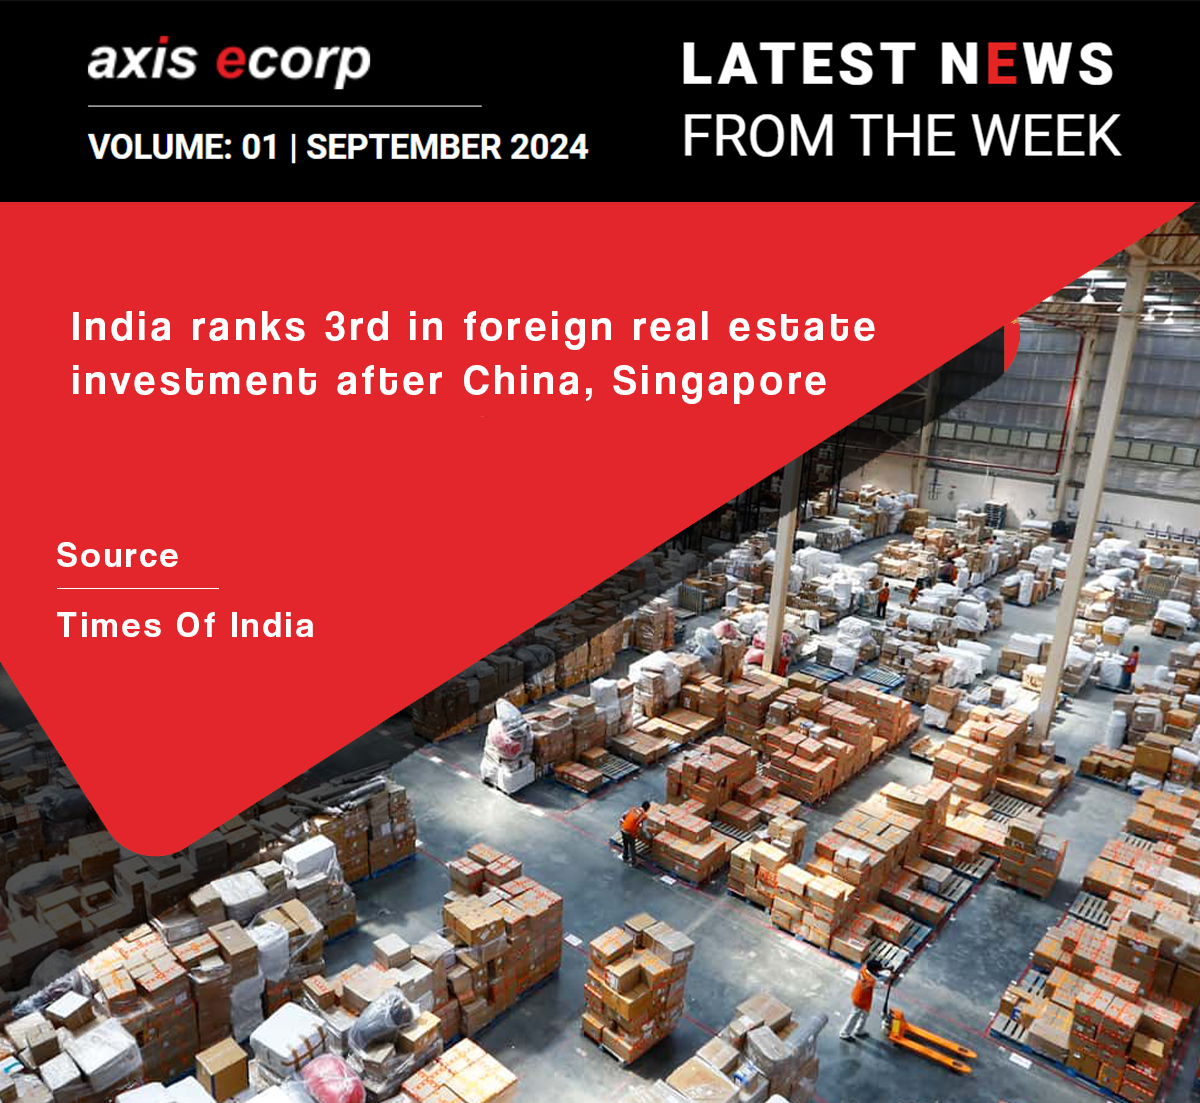 axis ecorp
VOLUME: 01 | SEPTEMBER 2024
LATEST NEWS
FROM THE WEEK
India ranks 3rd in foreign real estate
investment after China, Singapore
Source
Times Of India